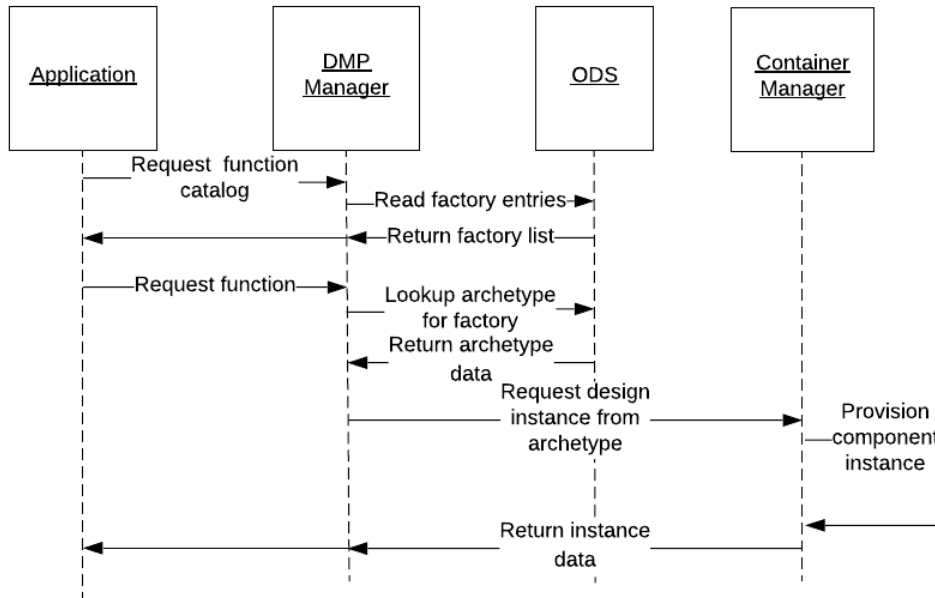 Application
DMP
Manager
ODS
Container
Manager
Request function
catalog
Read factory entries
Return factory list
Request function
Lookup archetype
for factory
Return archetype
data
Request design
instance from
archetype
Provision
component
instance
Return instance
data